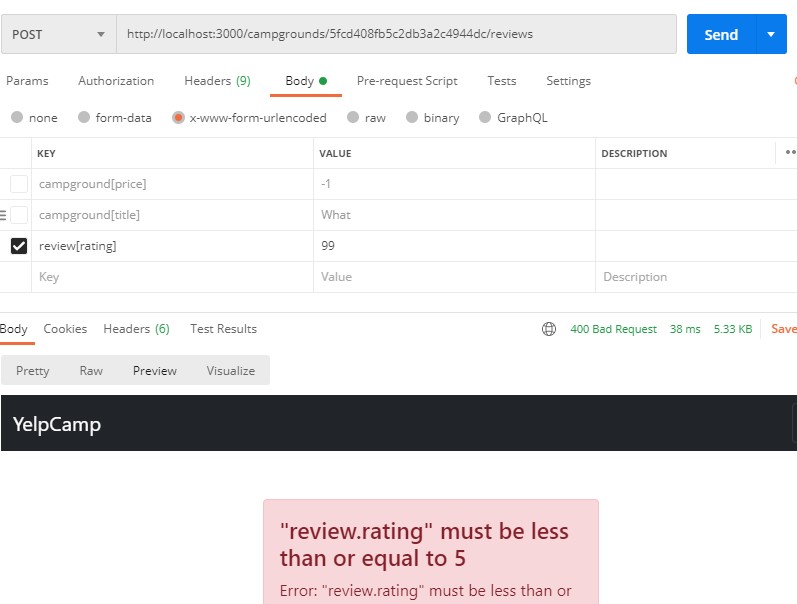 POST http://localhost:3000/campgrounds/5fcd408fb5c2db3a2c4944dc/reviews Send
Params Authorization Headers (9) Body Pre-request Script Tests Settings
none form-data x-www-form-urlencoded raw binary GraphQL
KEY VALUE DESCRIPTION
campground[price] -1
campground[title] What
review[rating] 99
Key Value Description
Body Cookies Headers (6) Test Results 400 Bad Request 38 ms 5.33 KB Save
Pretty Raw Preview Visualize
YelpCamp
"review.rating" must be less
than or equal to 5
Error: "review.rating" must be less than or